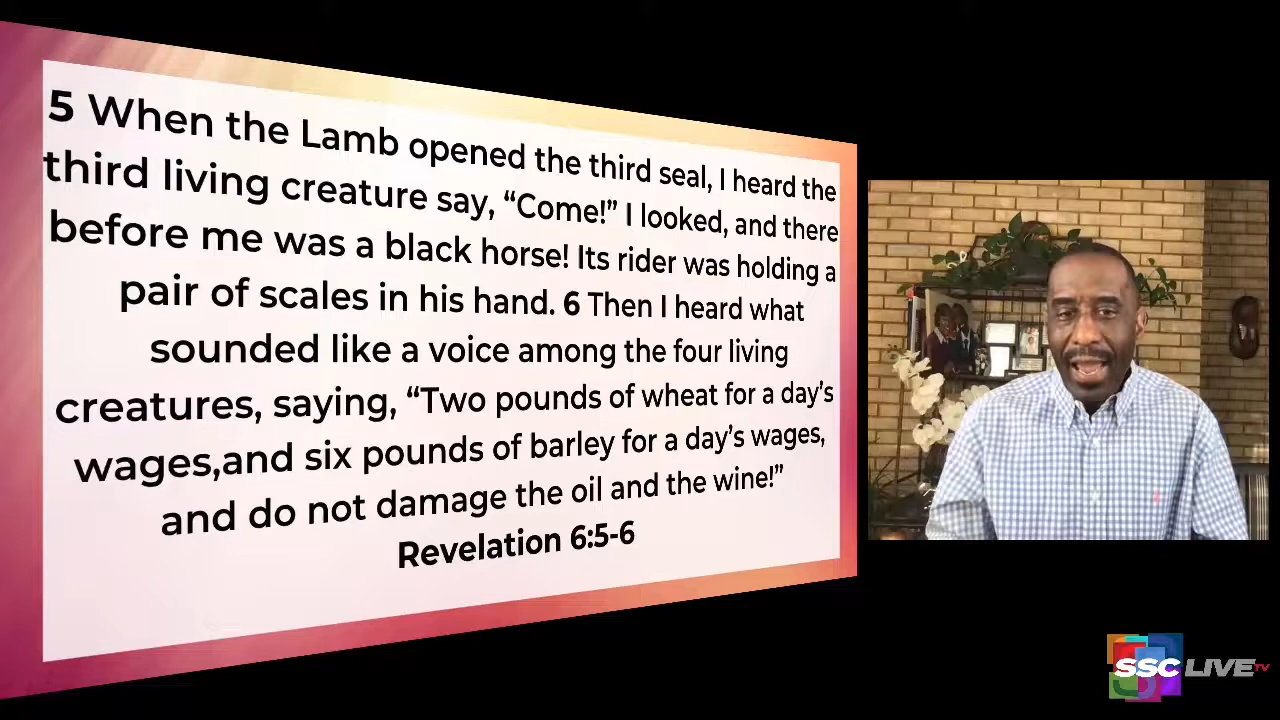 5 When the Lamb opened the third seal, I heard the
third living creature say, “Come!” I looked, and there
before me was a black horse! Its rider was holding a
pair of scales in his hand. 6 Then I heard what
sounded like a voice among the four living
creatures, saying, “Two pounds of wheat for a day’s
wages,and six pounds of barley for a day’s wages,
and do not damage the oil and the wine!”
Revelation 6:5-6
SSC LIVE TV